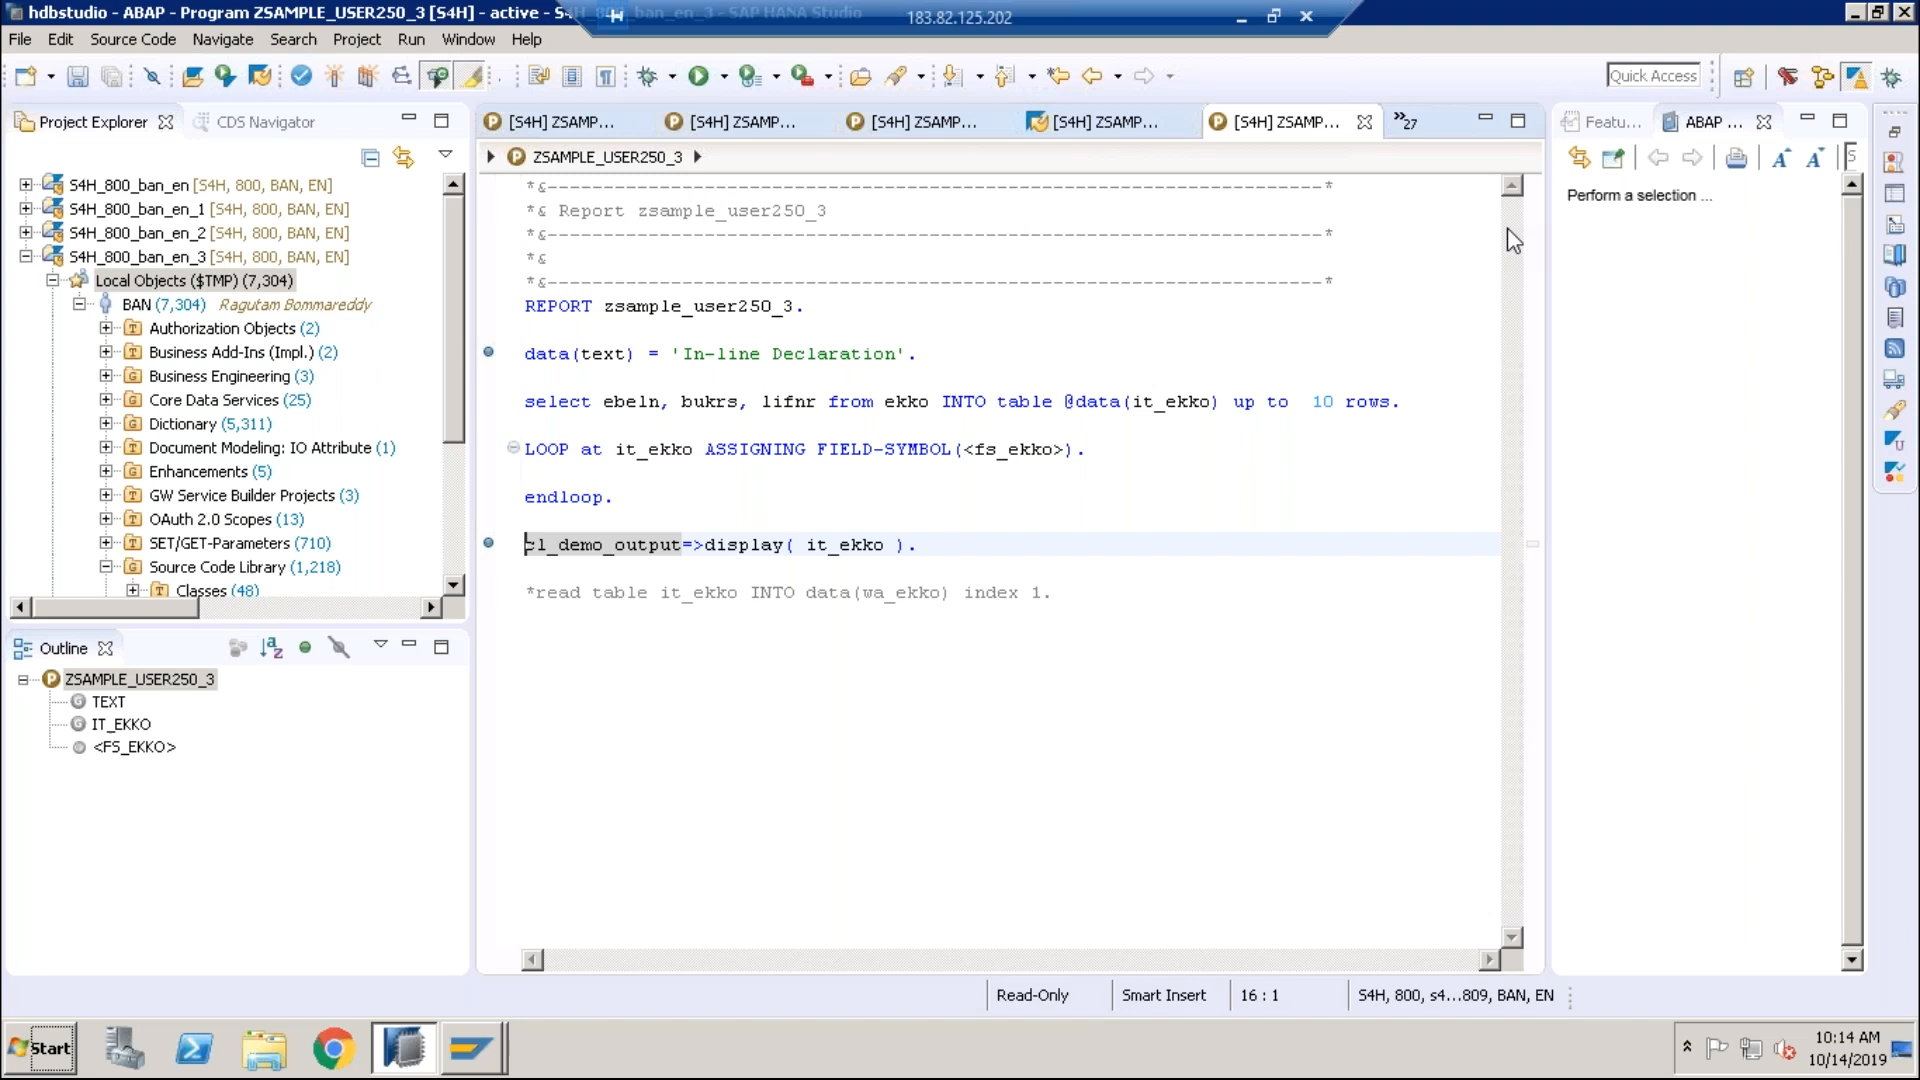 hdbstudio - ABAP - Program ZSAMPLE_USER250_3 [S4H] - active - S4H_800_ban_en_3 - SAP HANA Studio
183.82.125.202
File Edit Source Code Navigate Search Project Run Window Help
Quick Access
Project Explorer CDS Navigator
[S4H] ZSAMP... [S4H] ZSAMP... [S4H] ZSAMP... [S4H] ZSAMP... [S4H] ZSAMP... »27
Featu... ABAP ...
ZSAMPLE_USER250_3
Perform a selection ...
S4H_800_ban_en [S4H, 800, BAN, EN]
S4H_800_ban_en_1 [S4H, 800, BAN, EN]
S4H_800_ban_en_2 [S4H, 800, BAN, EN]
S4H_800_ban_en_3 [S4H, 800, BAN, EN]
Local Objects ($TMP) (7,304)
BAN (7,304) Ragutam Bommareddy
Authorization Objects (2)
Business Add-Ins (Impl.) (2)
Business Engineering (3)
Core Data Services (25)
Dictionary (5,311)
Document Modeling: IO Attribute (1)
Enhancements (5)
GW Service Builder Projects (3)
OAuth 2.0 Scopes (13)
SET/GET-Parameters (710)
Source Code Library (1,218)
Classes (48)
*&---------------------------------------------------------------------*
*& Report zsample_user250_3
*&---------------------------------------------------------------------*
*&
*&---------------------------------------------------------------------*
REPORT zsample_user250_3.
data(text) = 'In-line Declaration'.
select ebeln, bukrs, lifnr from ekko INTO table @data(it_ekko) up to  10 rows.
LOOP at it_ekko ASSIGNING FIELD-SYMBOL(<fs_ekko>).
endloop.
cl_demo_output=>display( it_ekko ).
*read table it_ekko INTO data(wa_ekko) index 1.
Outline
ZSAMPLE_USER250_3
TEXT
IT_EKKO
<FS_EKKO>
Read-Only Smart Insert 16 : 1 S4H, 800, s4...809, BAN, EN
Start
10:14 AM
10/14/2019